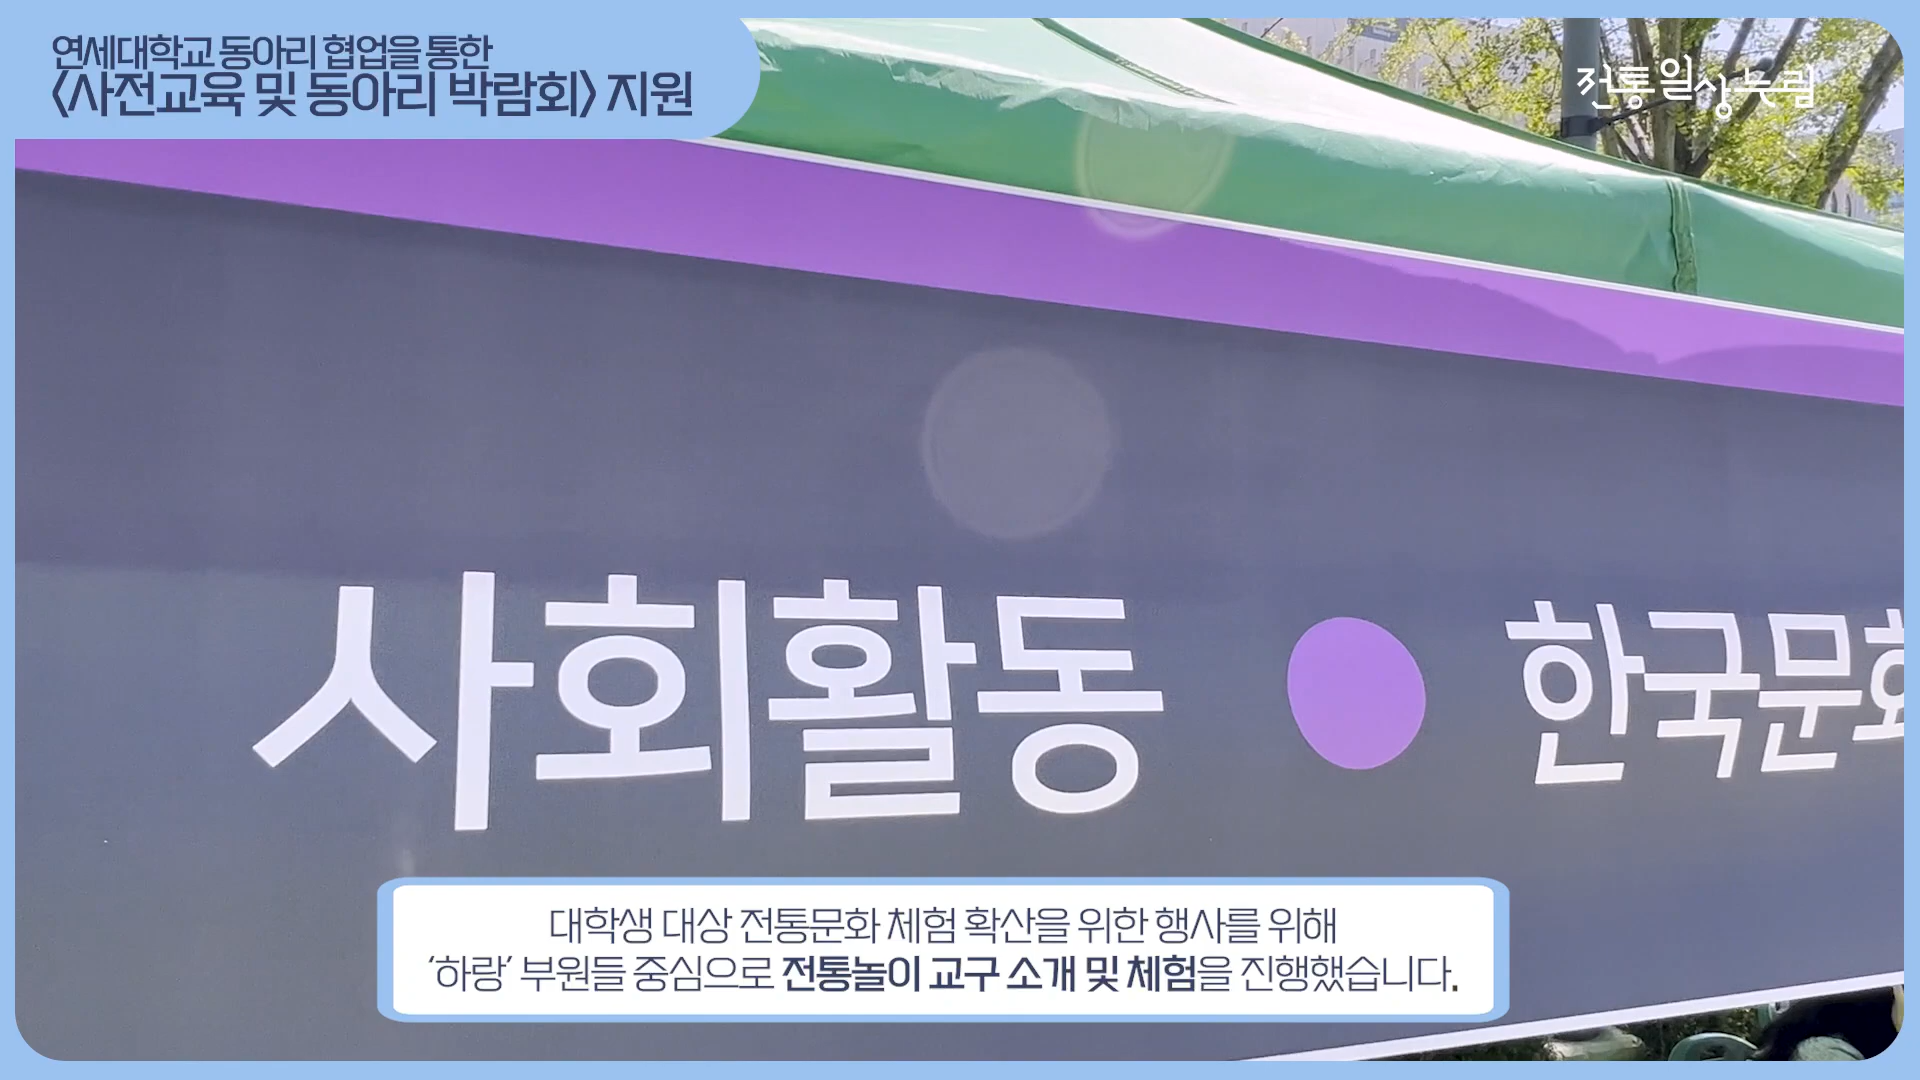 연세대학교 동아리 협업을 통한
<사전교육 및 동아리 박람회> 지원
전통일상누림
사회활동 ● 한국문화
대학생 대상 전통문화 체험 확산을 위한 행사를 위해
‘하랑’ 부원들 중심으로 전통놀이 교구 소개 및 체험을 진행했습니다.